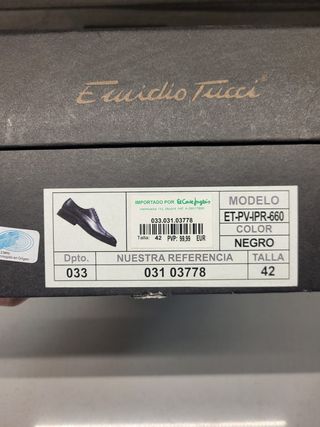 Emidio Tucci®
IMPORTADO POR El Corte Inglés
033.031.03778
Talla: 42 PVP: 99,99 EUR
MODELO
ET-PV-IPR-660
COLOR
NEGRO
Dpto. NUESTRA REFERENCIA TALLA
033 031 03778 42